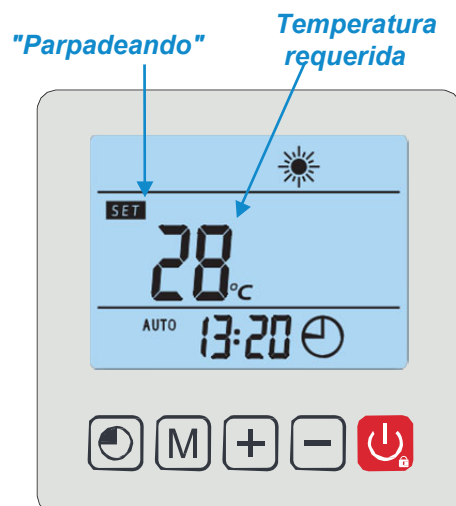 "Parpadeando"
Temperatura
requerida
SET
28°C
AUTO 13:20
M + −